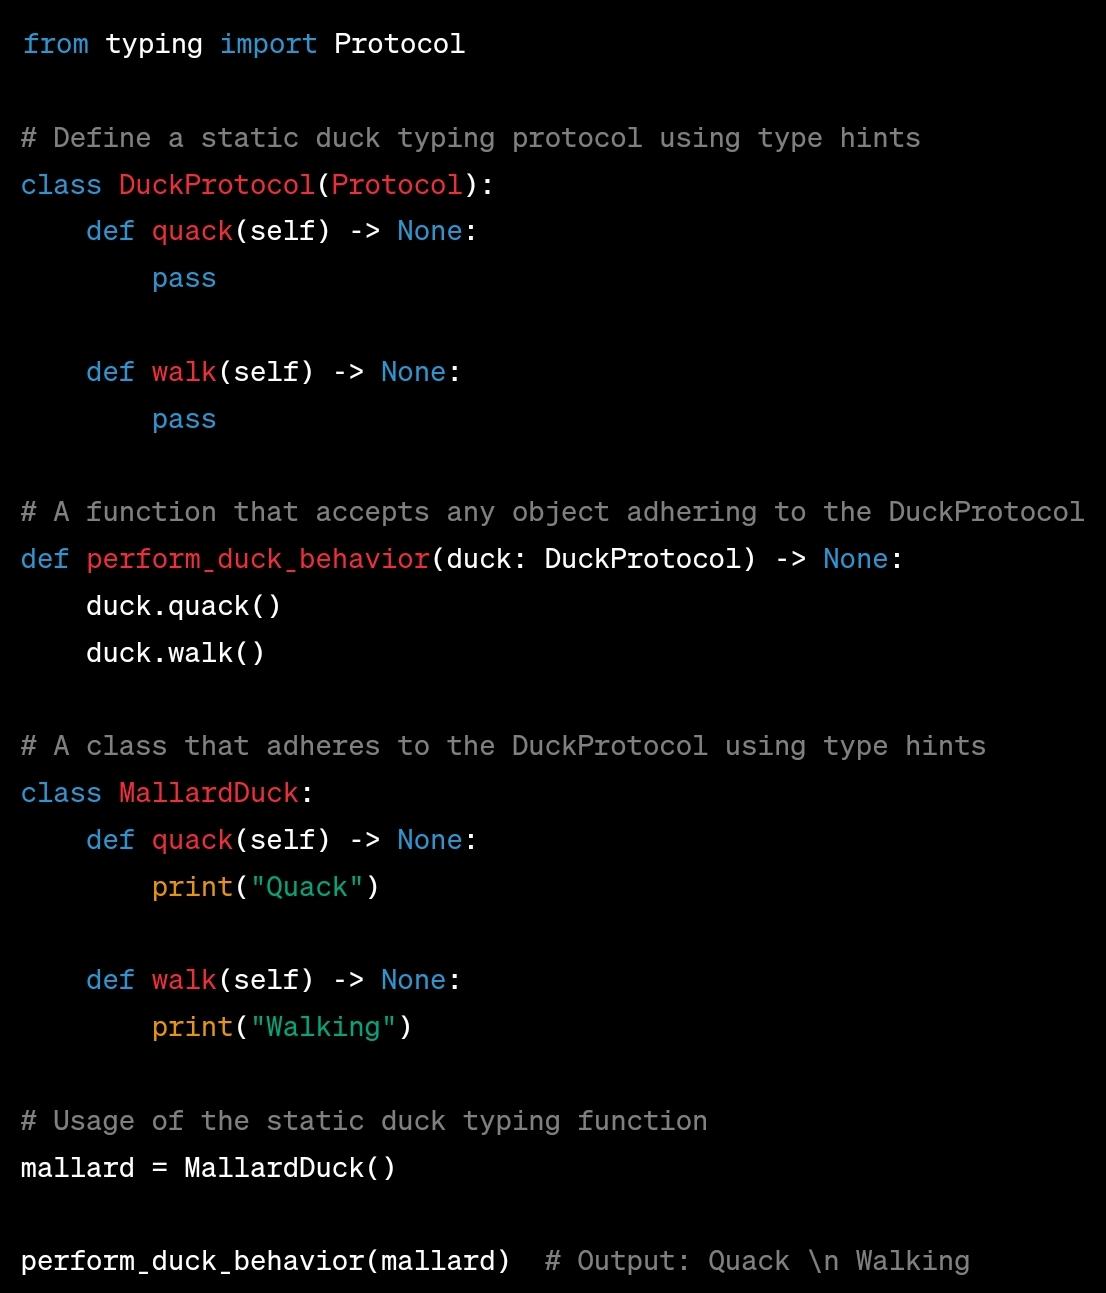 from typing import Protocol

# Define a static duck typing protocol using type hints
class DuckProtocol(Protocol):
    def quack(self) -> None:
        pass

    def walk(self) -> None:
        pass

# A function that accepts any object adhering to the DuckProtocol
def perform_duck_behavior(duck: DuckProtocol) -> None:
    duck.quack()
    duck.walk()

# A class that adheres to the DuckProtocol using type hints
class MallardDuck:
    def quack(self) -> None:
        print("Quack")

    def walk(self) -> None:
        print("Walking")

# Usage of the static duck typing function
mallard = MallardDuck()

perform_duck_behavior(mallard)  # Output: Quack \n Walking